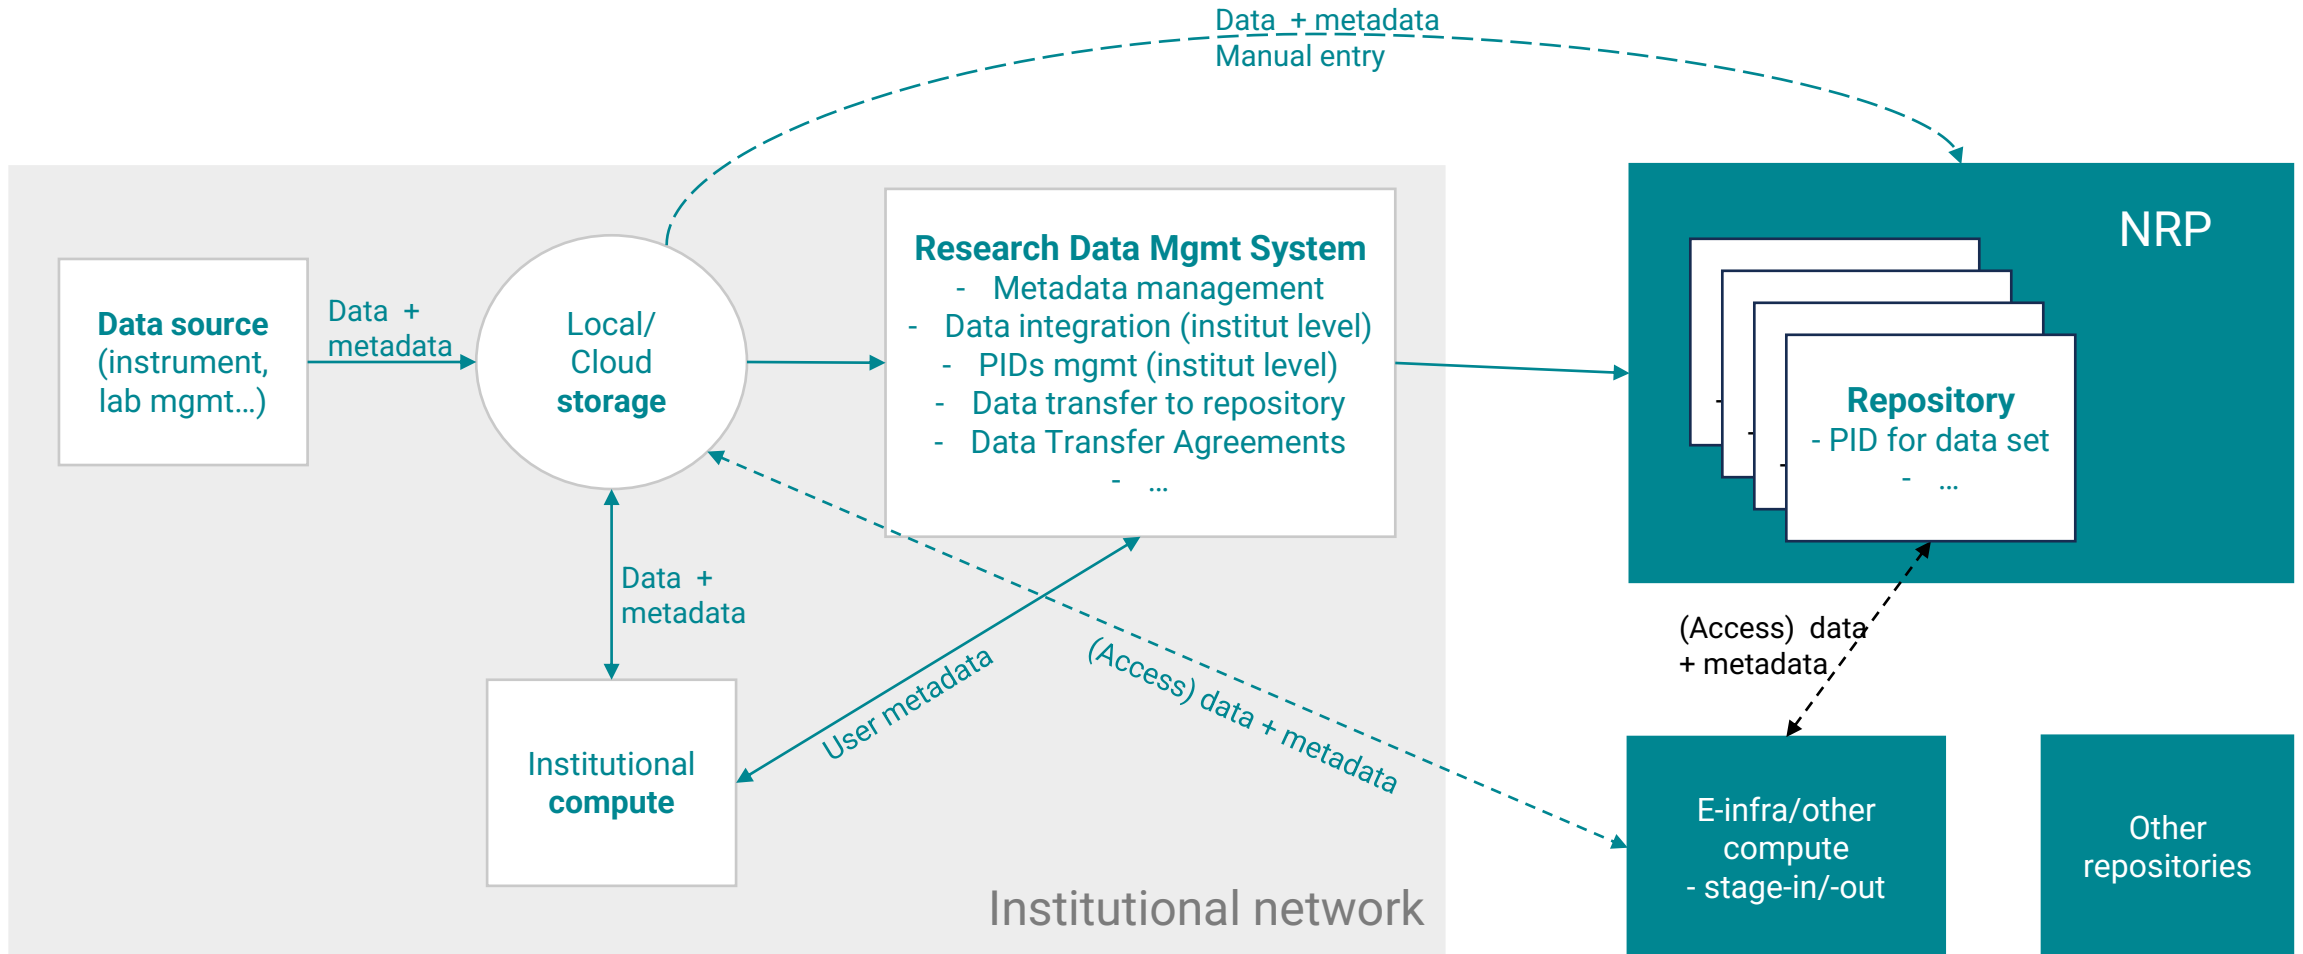 Data + metadata
Manual entry
Data source
(instrument,
lab mgmt...)
Data +
metadata
Local/
Cloud
storage
Research Data Mgmt System
- Metadata management
- Data integration (institut level)
- PIDs mgmt (institut level)
- Data transfer to repository
- Data Transfer Agreements
- ...
NRP
Repository
- PID for data set
- ...
Data +
metadata
User metadata
(Access) data + metadata
(Access) data
+ metadata
Institutional
compute
Institutional network
E-infra/other
compute
- stage-in/-out
Other
repositories